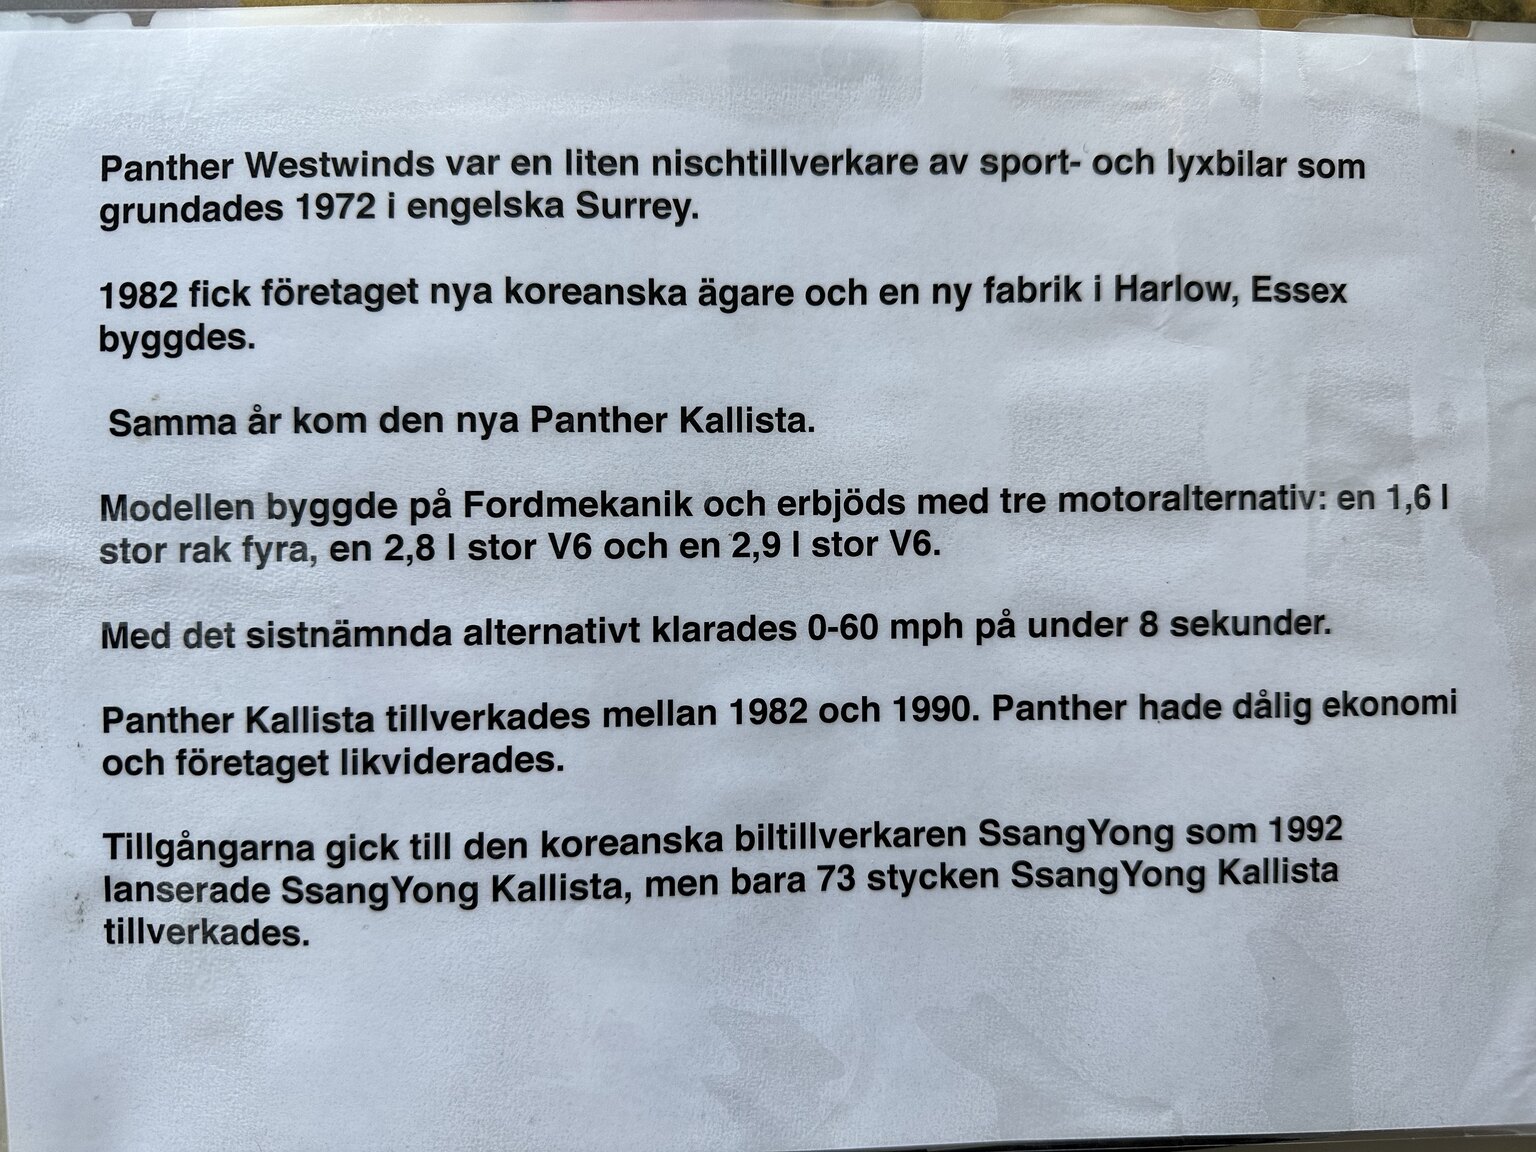 Panther Westwinds var en liten nischtillverkare av sport- och lyxbilar som
grundades 1972 i engelska Surrey.
1982 fick företaget nya koreanska ägare och en ny fabrik i Harlow, Essex
byggdes.
Samma år kom den nya Panther Kallista.
Modellen byggde på Fordmekanik och erbjöds med tre motoralternativ: en 1,6 l
stor rak fyra, en 2,8 l stor V6 och en 2,9 l stor V6.
Med det sistnämnda alternativt klarades 0-60 mph på under 8 sekunder.
Panther Kallista tillverkades mellan 1982 och 1990. Panther hade dålig ekonomi
och företaget likviderades.
Tillgångarna gick till den koreanska biltillverkaren SsangYong som 1992
lanserade SsangYong Kallista, men bara 73 stycken SsangYong Kallista
tillverkades.